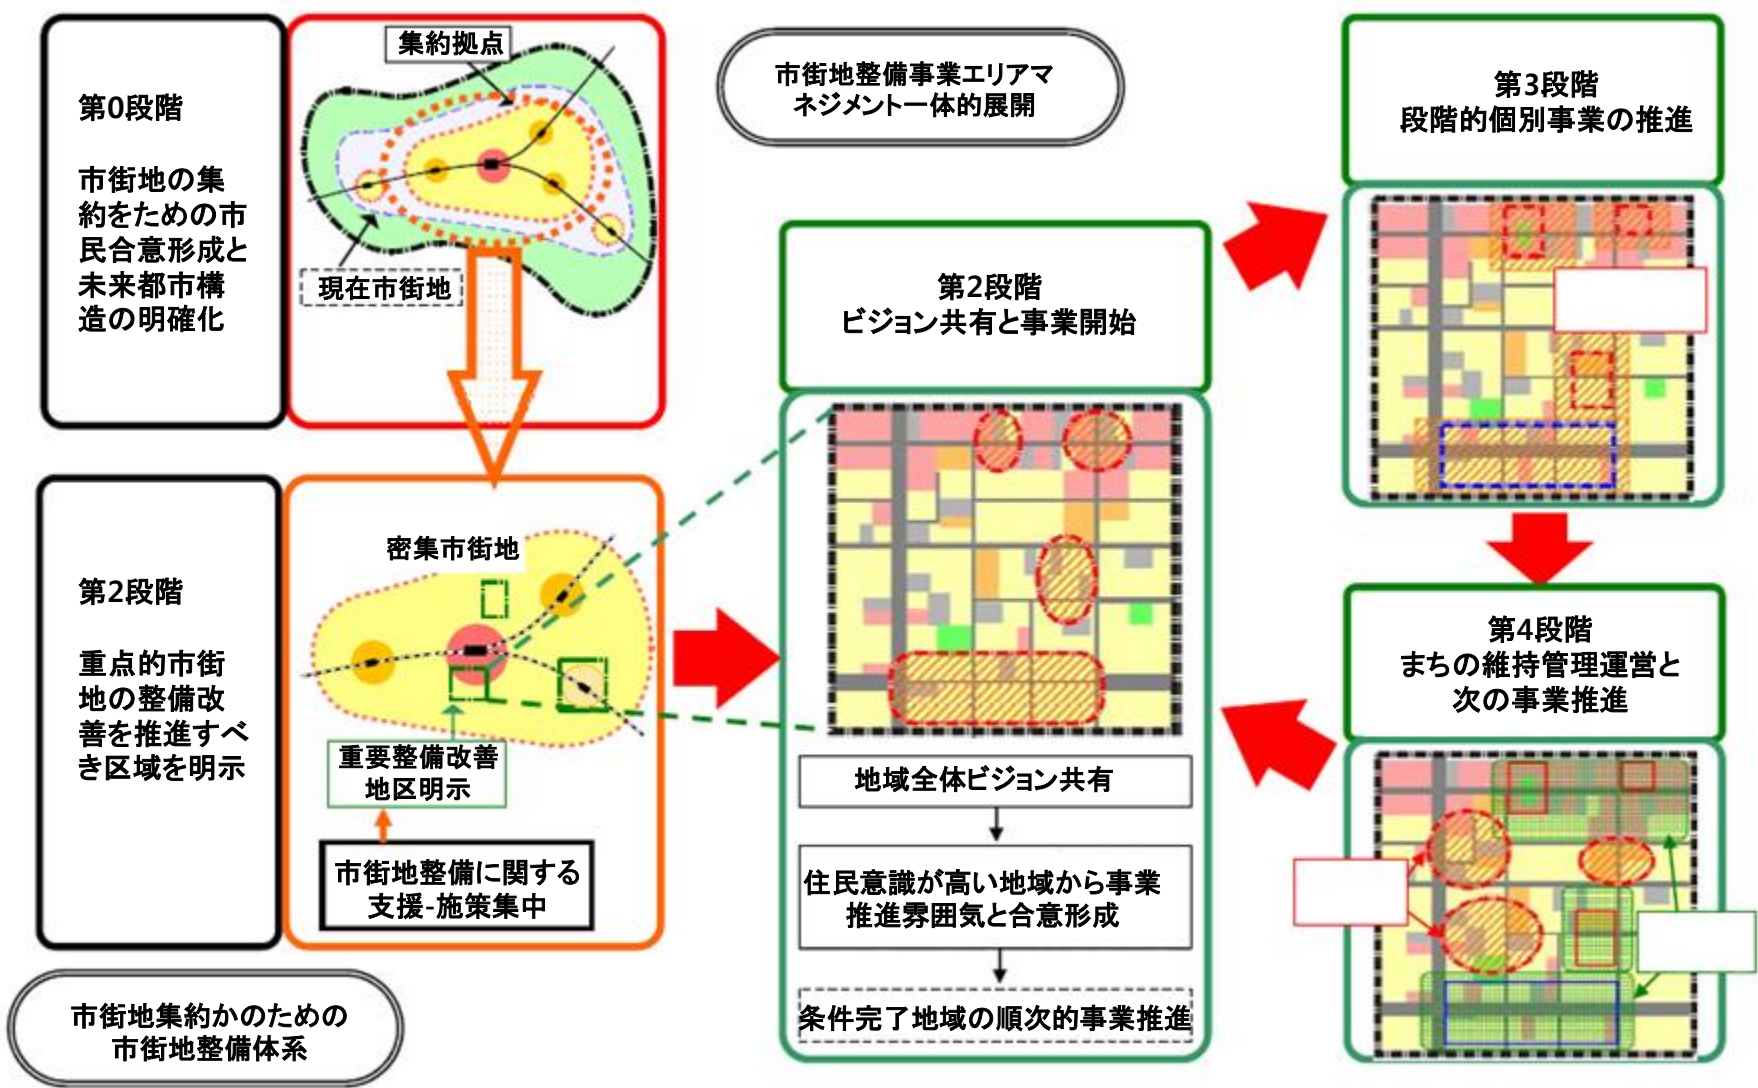 第0段階
市街地の集
約をための市
民合意形成と
未来都市構
造の明確化
集約拠点
現在市街地
第2段階
重点的市街
地の整備改
善を推進すべ
き区域を明示
密集市街地
重要整備改善
地区明示
市街地整備に関する
支援-施策集中
市街地集約かのための
市街地整備体系
市街地整備事業エリアマ
ネジメント一体的展開
第2段階
ビジョン共有と事業開始
地域全体ビジョン共有
住民意識が高い地域から事業
推進雰囲気と合意形成
条件完了地域の順次的事業推進
第3段階
段階的個別事業の推進
第4段階
まちの維持管理運営と
次の事業推進